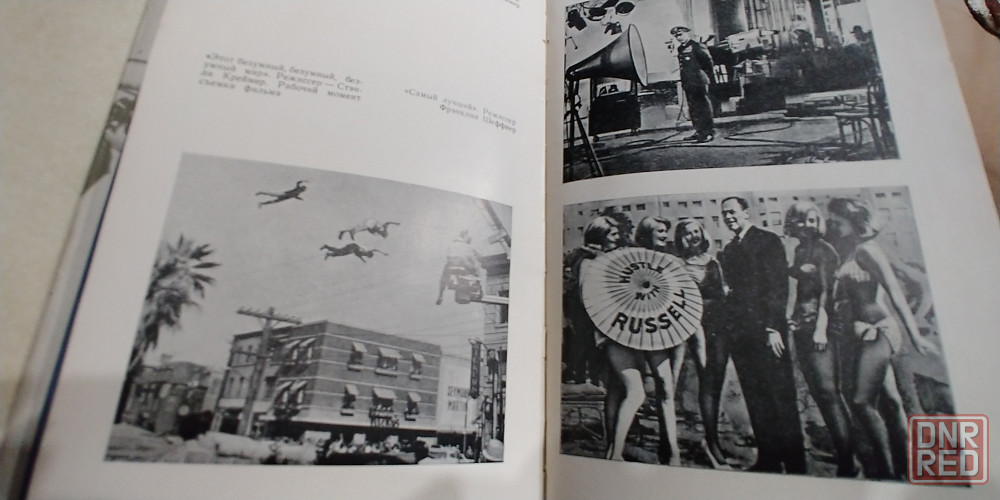 «Этот безумный, безумный, без-
умный мир». Режиссер — Стэн-
ли Креймер. Рабочий момент
съемки фильма
«Самый лучший». Режиссер
Франклин Шеффнер
HUSTLE
WITH
RUSSELL
DNR
RED